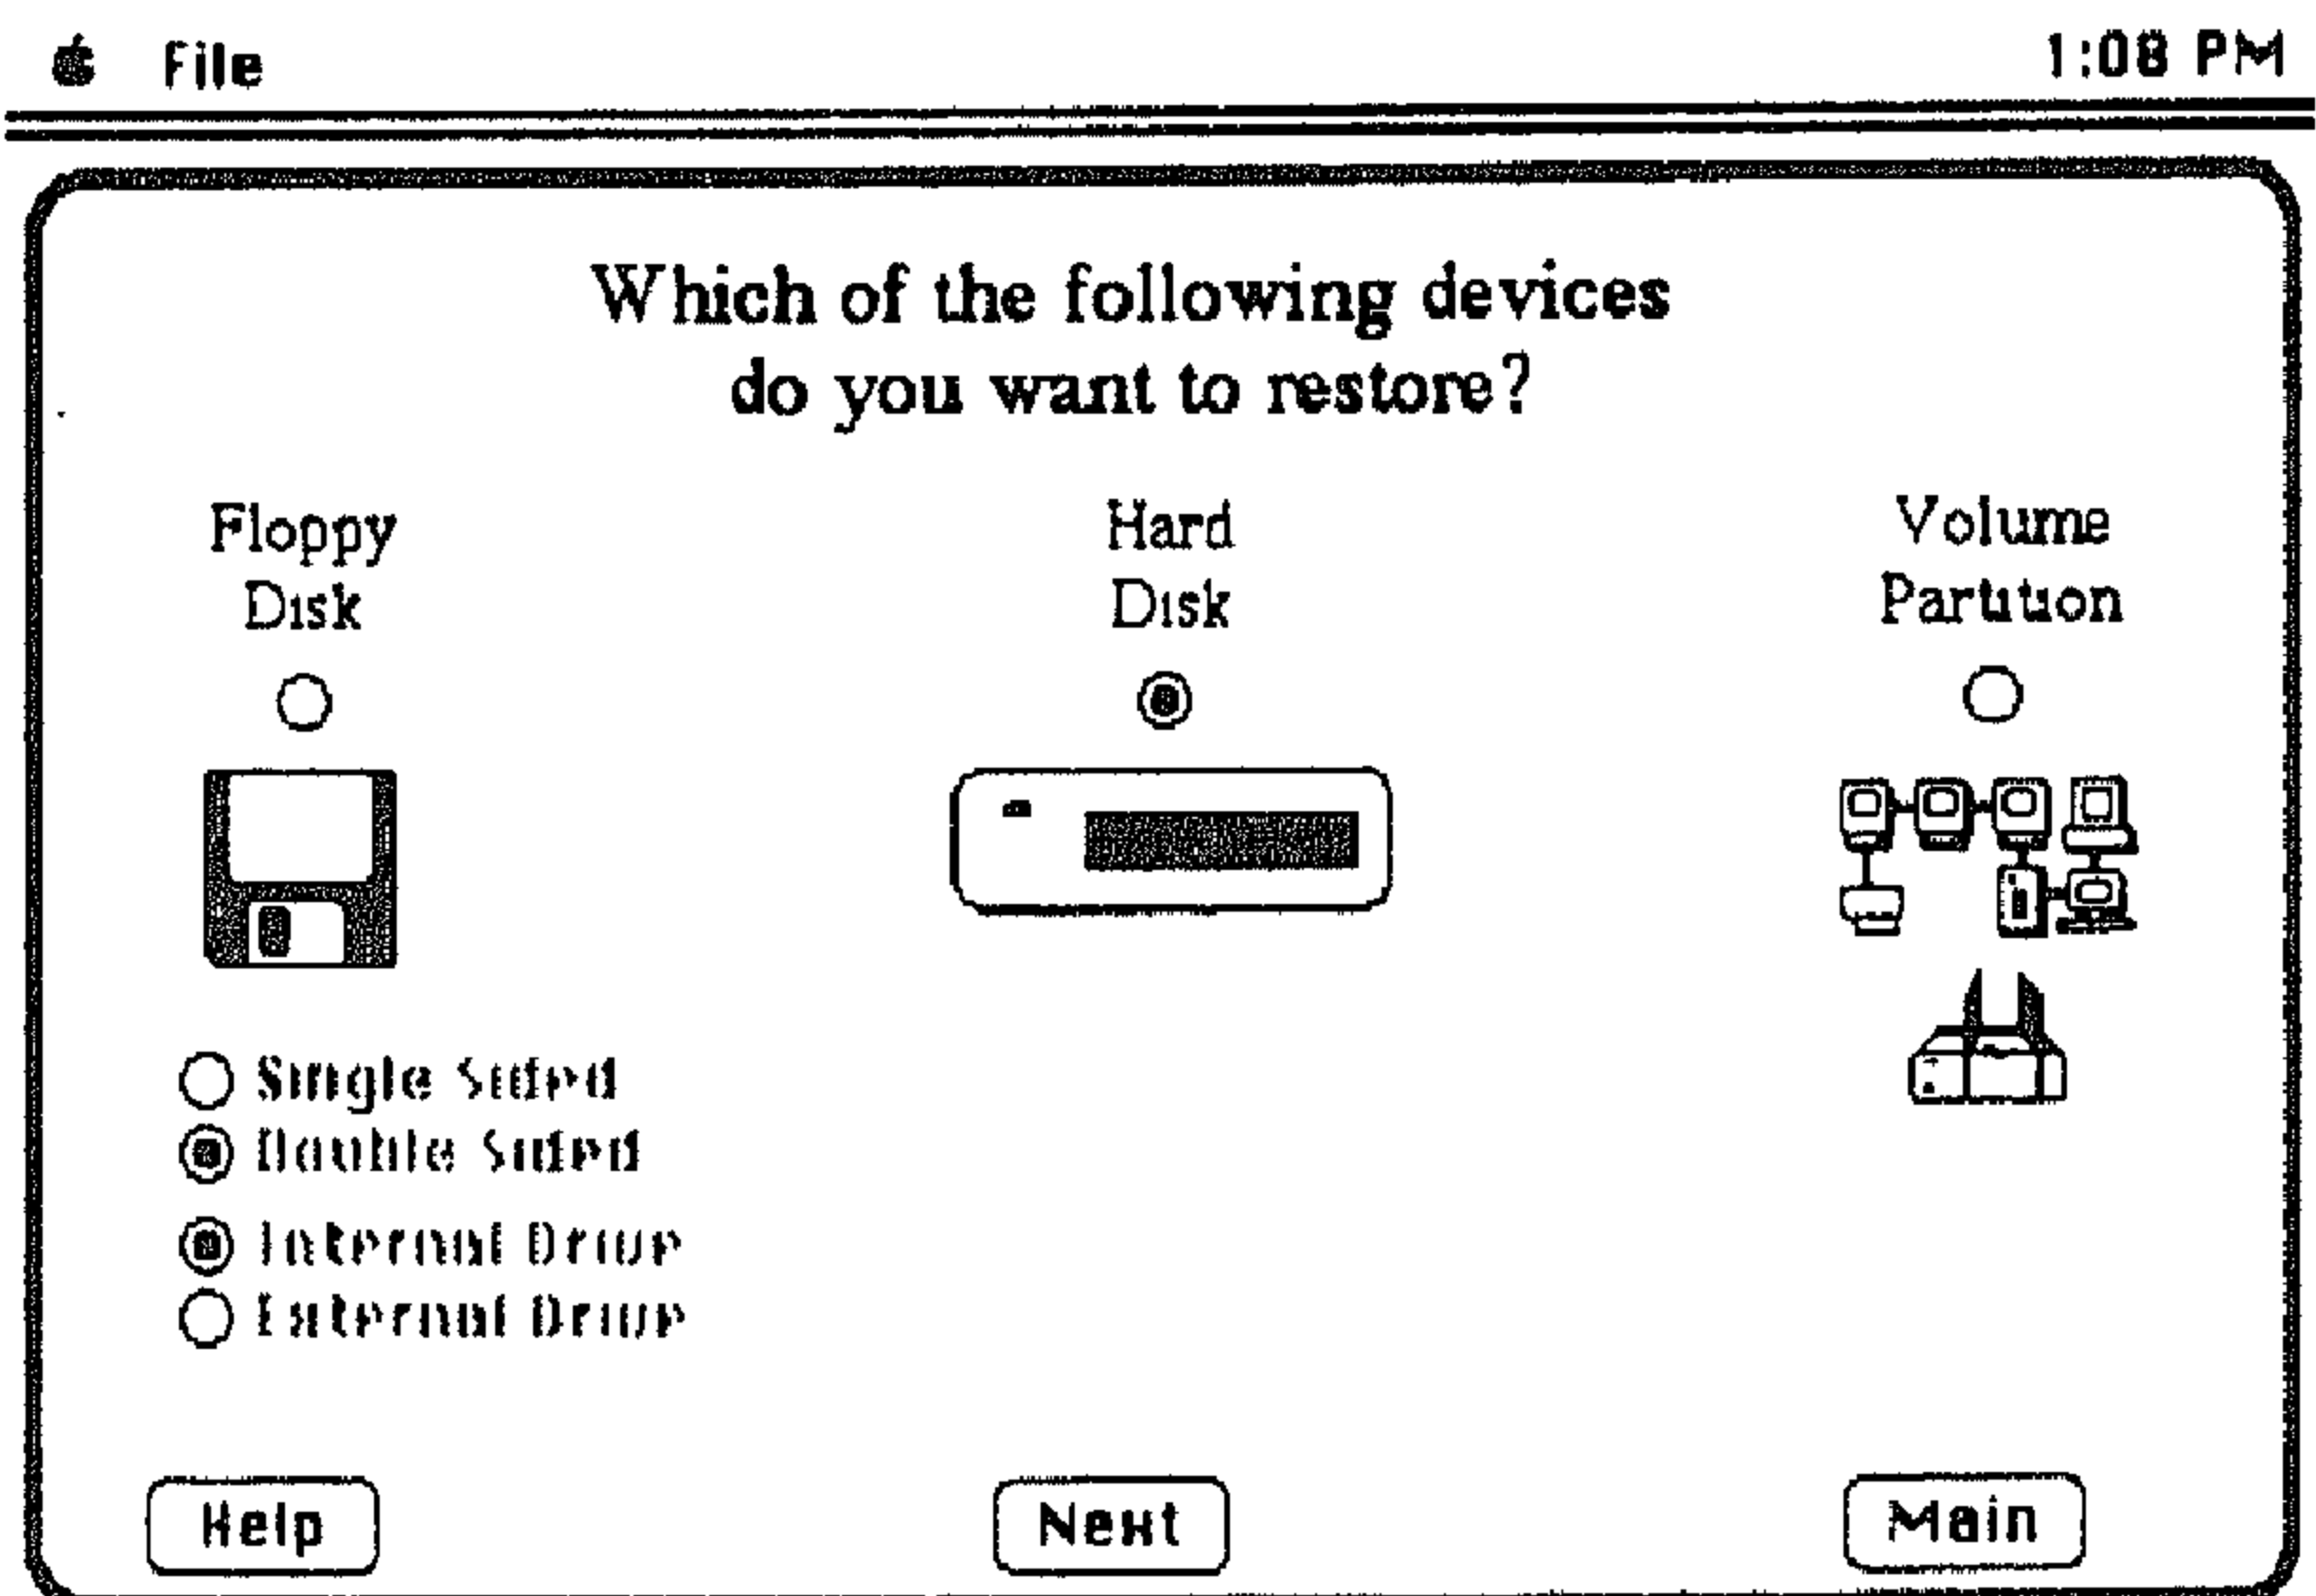 File 1:08 PM
Which of the following devices
do you want to restore?
Floppy
Disk
Hard
Disk
Volume
Partition
Single Sided
Double Sided
Internal Drive
External Drive
Help Next Main